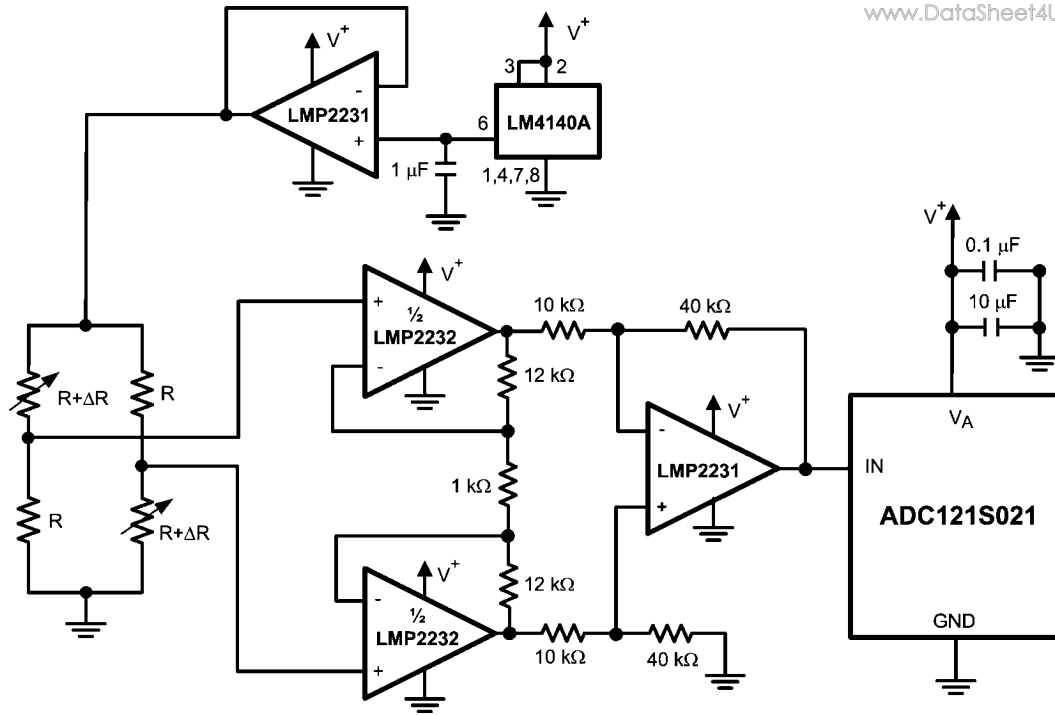 www.DataSheet4U
V+
V+
3
2
-
LMP2231
+
6
LM4140A
1 µF
1,4,7,8
V+
0.1 µF
10 µF
V+
+
½
LMP2232
-
10 kΩ
40 kΩ
12 kΩ
R+ΔR
R
V+
VA
-
LMP2231
+
IN
1 kΩ
ADC121S021
R
R+ΔR
V+
-
½
LMP2232
+
12 kΩ
10 kΩ
40 kΩ
GND